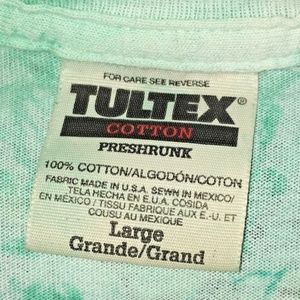 FOR CARE SEE REVERSE
TULTEX®
COTTON
PRESHRUNK
100% COTTON/ALGODÓN/COTON
FABRIC MADE IN U.S.A. SEWN IN MEXICO/
TELA HECHA EN E.U.A. COSIDA
EN MÉXICO / TISSU FABRIQUE AUX E.-U. ET
COUSU AU MEXIQUE
Large
Grande/Grand